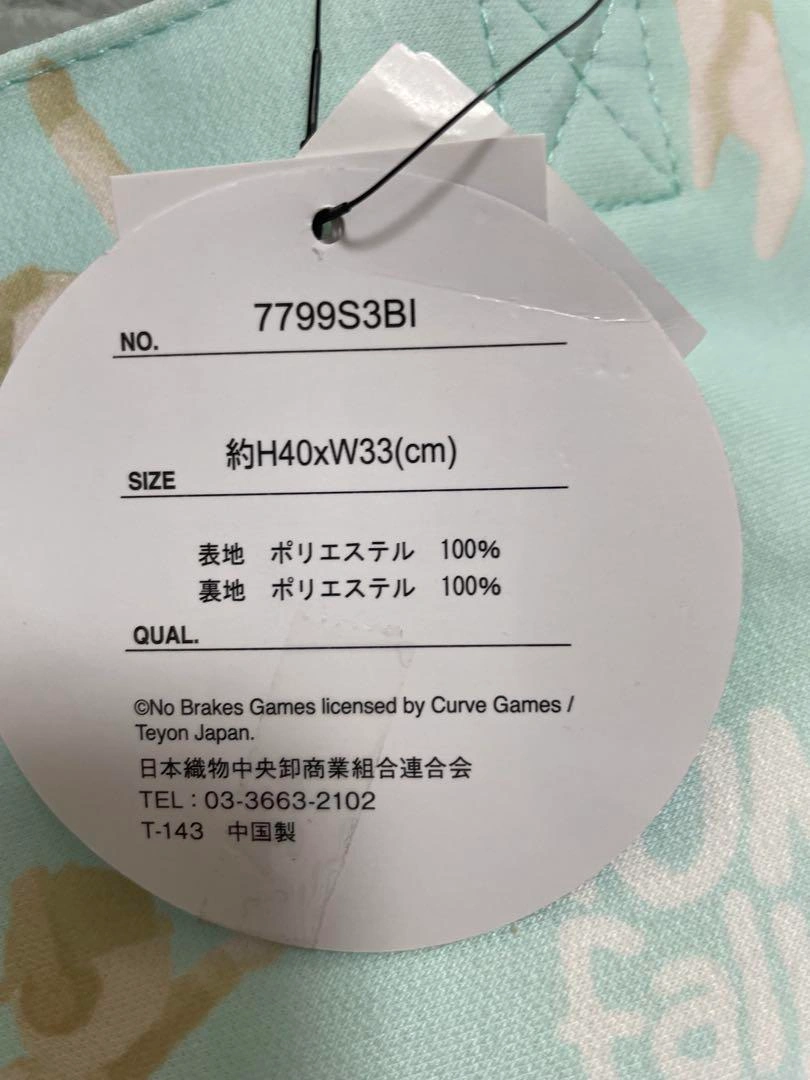 7799S3BI
NO.
約H40xW33(cm)
SIZE
表地 ポリエステル 100%
裏地 ポリエステル 100%
QUAL.
©No Brakes Games licensed by Curve Games /
Teyon Japan.
日本織物中央卸商業組合連合会
TEL：03-3663-2102
T-143 中国製